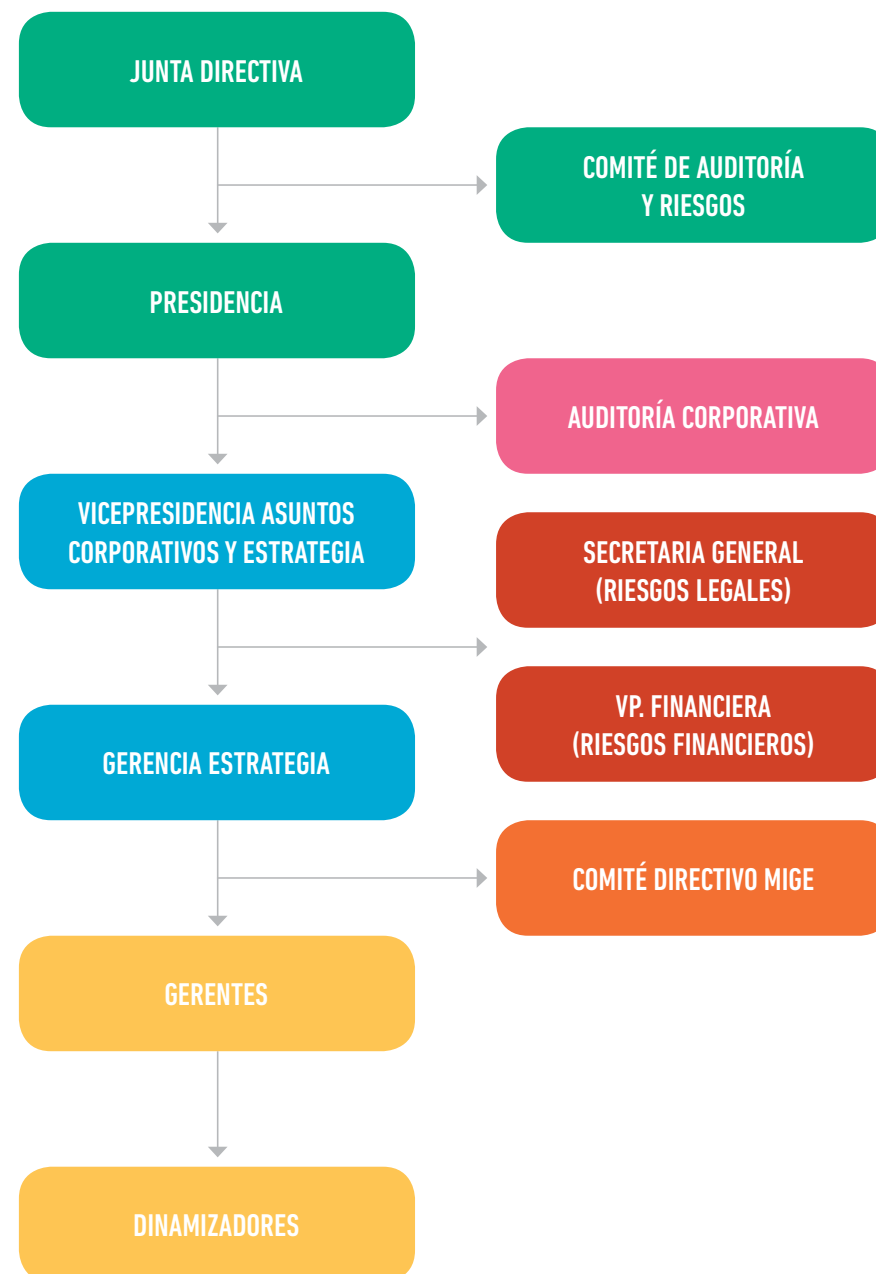 JUNTA DIRECTIVA
COMITÉ DE AUDITORÍA
Y RIESGOS
PRESIDENCIA
AUDITORÍA CORPORATIVA
VICEPRESIDENCIA ASUNTOS
CORPORATIVOS Y ESTRATEGIA
SECRETARIA GENERAL
(RIESGOS LEGALES)
VP. FINANCIERA
(RIESGOS FINANCIEROS)
GERENCIA ESTRATEGIA
COMITÉ DIRECTIVO MIGE
GERENTES
DINAMIZADORES